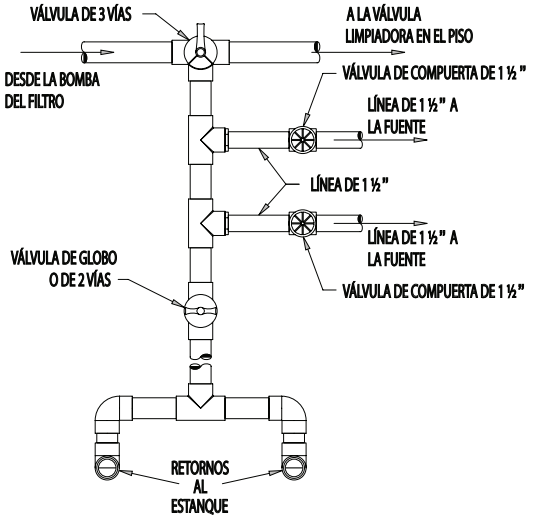 VÁLVULA DE 3 VÍAS
A LA VÁLVULA
LIMPIADORA EN EL PISO
DESDE LA BOMBA
DEL FILTRO
VÁLVULA DE COMPUERTA DE 1 ½”
LÍNEA DE 1 ½” A
LA FUENTE
LÍNEA DE 1 ½”
LÍNEA DE 1 ½” A
LA FUENTE
VÁLVULA DE GLOBO
O DE 2 VÍAS
VÁLVULA DE COMPUERTA DE 1 ½”
RETORNOS
AL
ESTANQUE